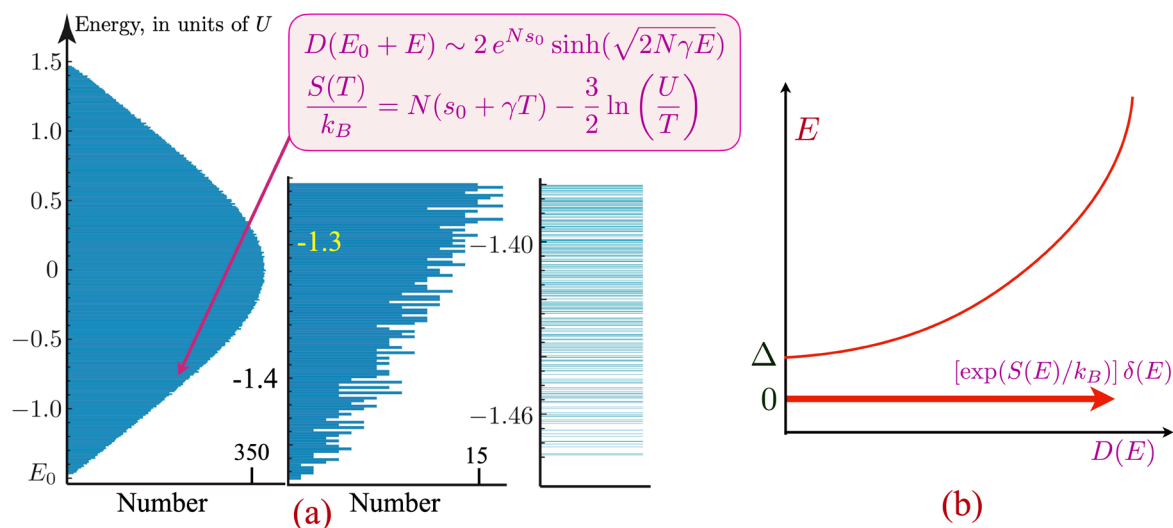 Energy, in units of U
D(E₀ + E) ∼ 2 e^{Ns₀} sinh(√{2NγE})
S(T)/k_B = N(s₀ + γT) − 3/2 ln (U/T)
1.5
1.0
0.5
0
−0.5
−1.0
E₀
350
Number
-1.3
-1.4
15
Number
−1.40
−1.46
(a)
E
Δ
0
[exp(S(E)/k_B)] δ(E)
D(E)
(b)